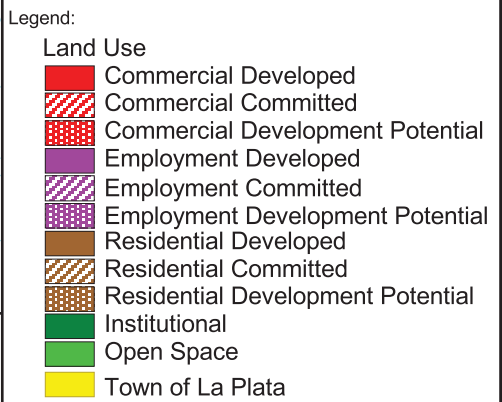 Legend:
Land Use
Commercial Developed
Commercial Committed
Commercial Development Potential
Employment Developed
Employment Committed
Employment Development Potential
Residential Developed
Residential Committed
Residential Development Potential
Institutional
Open Space
Town of La Plata